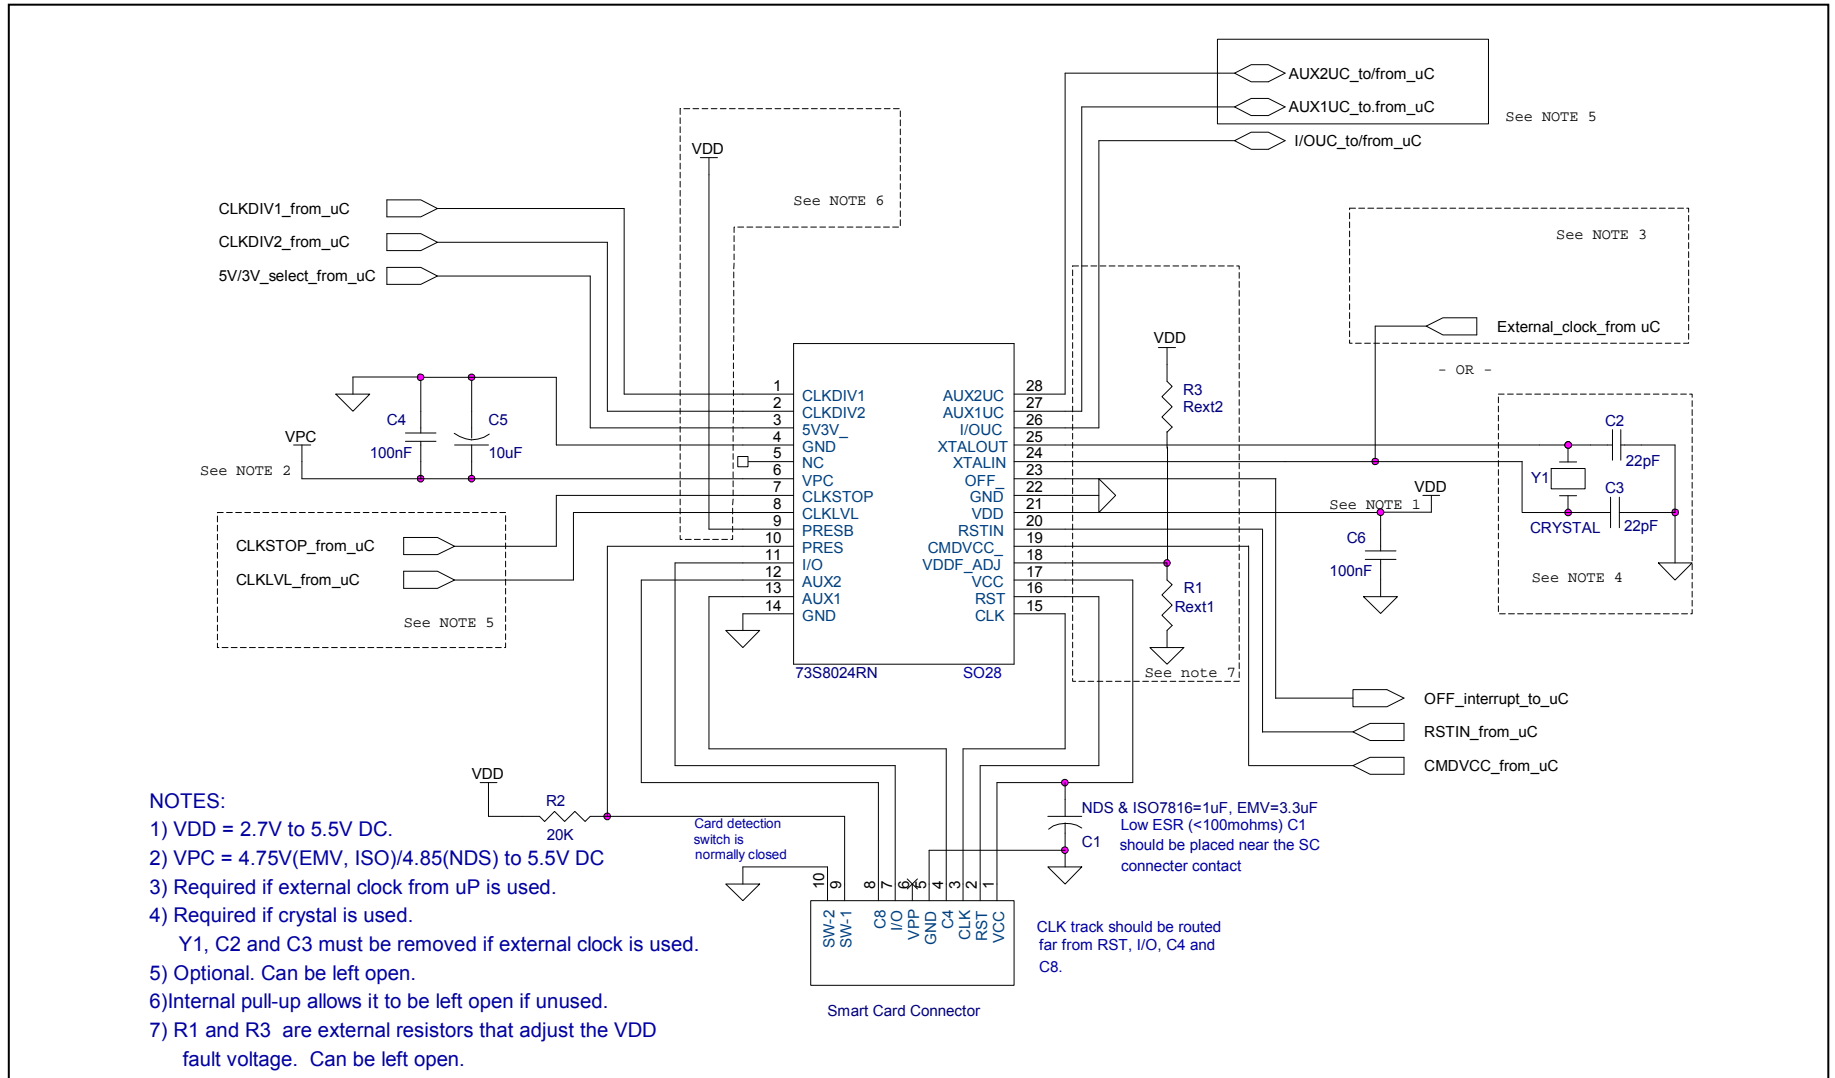 AUX2UC_to/from_uC
AUX1UC_to.from_uC
See NOTE 5
I/OUC_to/from_uC
VDD
See NOTE 6
CLKDIV1_from_uC
CLKDIV2_from_uC
5V/3V_select_from_uC
See NOTE 3
External_clock_from uC
- OR -
VDD
R3
Rext2
1
2
3
4
5
6
7
8
9
10
11
12
13
14
CLKDIV1
CLKDIV2
5V3V_
GND
NC
VPC
CLKSTOP
CLKLVL
PRESB
PRES
I/O
AUX2
AUX1
GND
AUX2UC
AUX1UC
I/OUC
XTALOUT
XTALIN
OFF_
GND
VDD
RSTIN
CMDVCC_
VDDF_ADJ
VCC
RST
CLK
28
27
26
25
24
23
22
21
20
19
18
17
16
15
73S8024RN
SO28
C4
100nF
C5
10uF
VPC
See NOTE 2
CLKSTOP_from_uC
CLKLVL_from_uC
See NOTE 5
C2
22pF
Y1
C3
22pF
CRYSTAL
See NOTE 4
VDD
See NOTE 1
C6
100nF
R1
Rext1
See note 7
OFF_interrupt_to_uC
RSTIN_from_uC
CMDVCC_from_uC
VDD
R2
20K
Card detection
switch is
normally closed
NDS & ISO7816=1uF, EMV=3.3uF
Low ESR (<100mohms) C1
should be placed near the SC
connecter contact
C1
10
9
8
7
6
5
4
3
2
1
SW-2
SW-1
C8
I/O
VPP
GND
C4
CLK
RST
VCC
CLK track should be routed
far from RST, I/O, C4 and
C8.
Smart Card Connector
NOTES:
1) VDD = 2.7V to 5.5V DC.
2) VPC = 4.75V(EMV, ISO)/4.85(NDS) to 5.5V DC
3) Required if external clock from uP is used.
4) Required if crystal is used.
Y1, C2 and C3 must be removed if external clock is used.
5) Optional. Can be left open.
6)Internal pull-up allows it to be left open if unused.
7) R1 and R3 are external resistors that adjust the VDD
fault voltage. Can be left open.